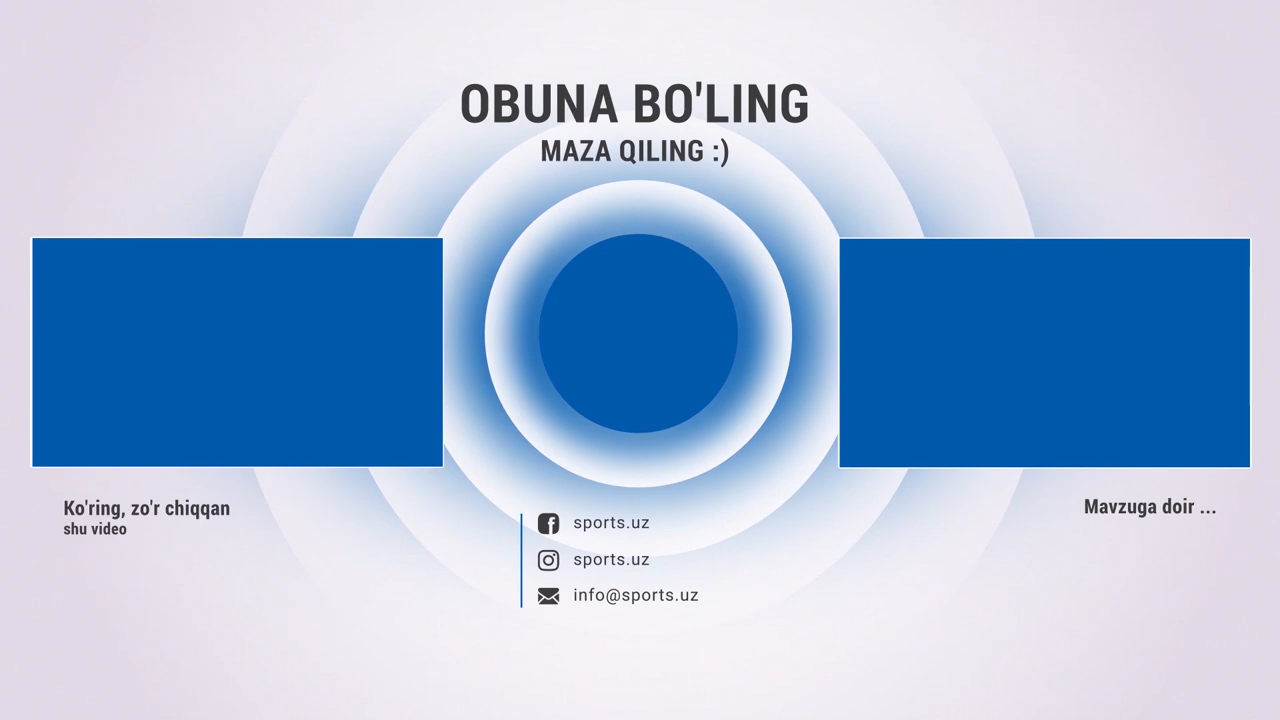 OBUNA BO'LING
MAZA QILING :)
Ko'ring, zo'r chiqqan
shu video
Mavzuga doir ...
sports.uz
sports.uz
info@sports.uz